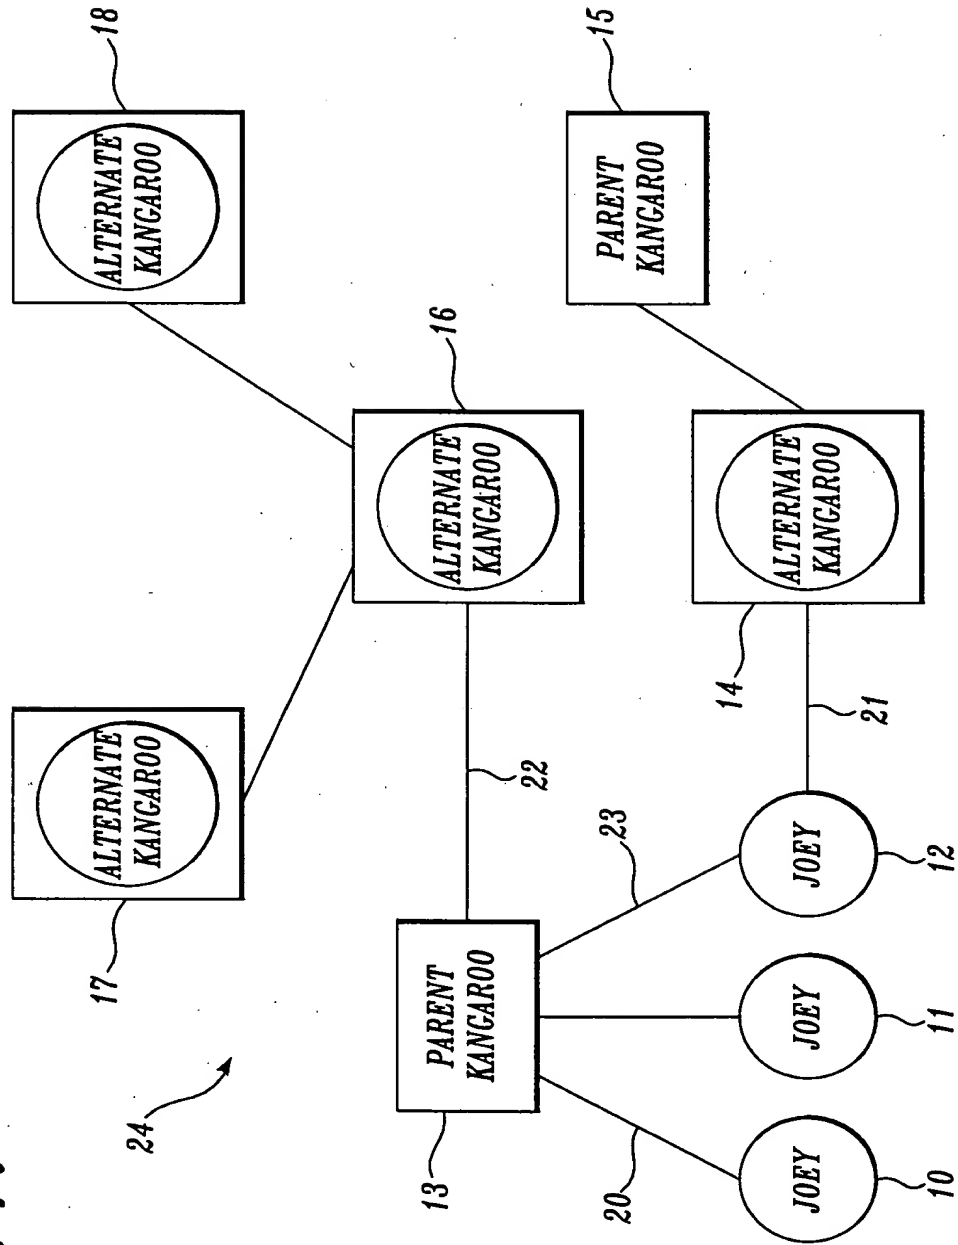 17
18
ALTERNATE
KANGAROO
ALTERNATE
KANGAROO
24
13
PARENT
KANGAROO
22
ALTERNATE
KANGAROO
16
15
PARENT
KANGAROO
20
23
14
ALTERNATE
KANGAROO
21
JOEY
JOEY
JOEY
10
11
12